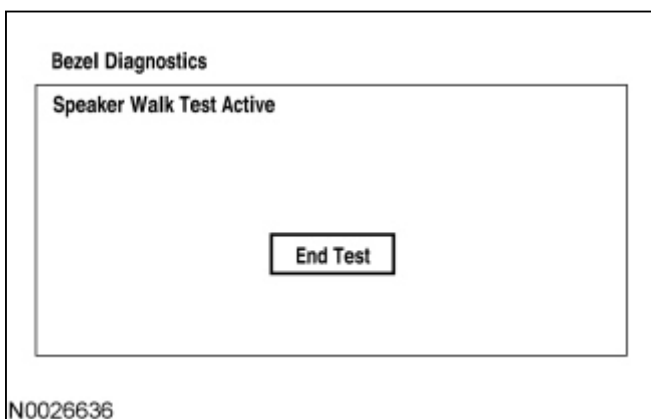 Bezel Diagnostics
Speaker Walk Test Active
End Test
N0026636